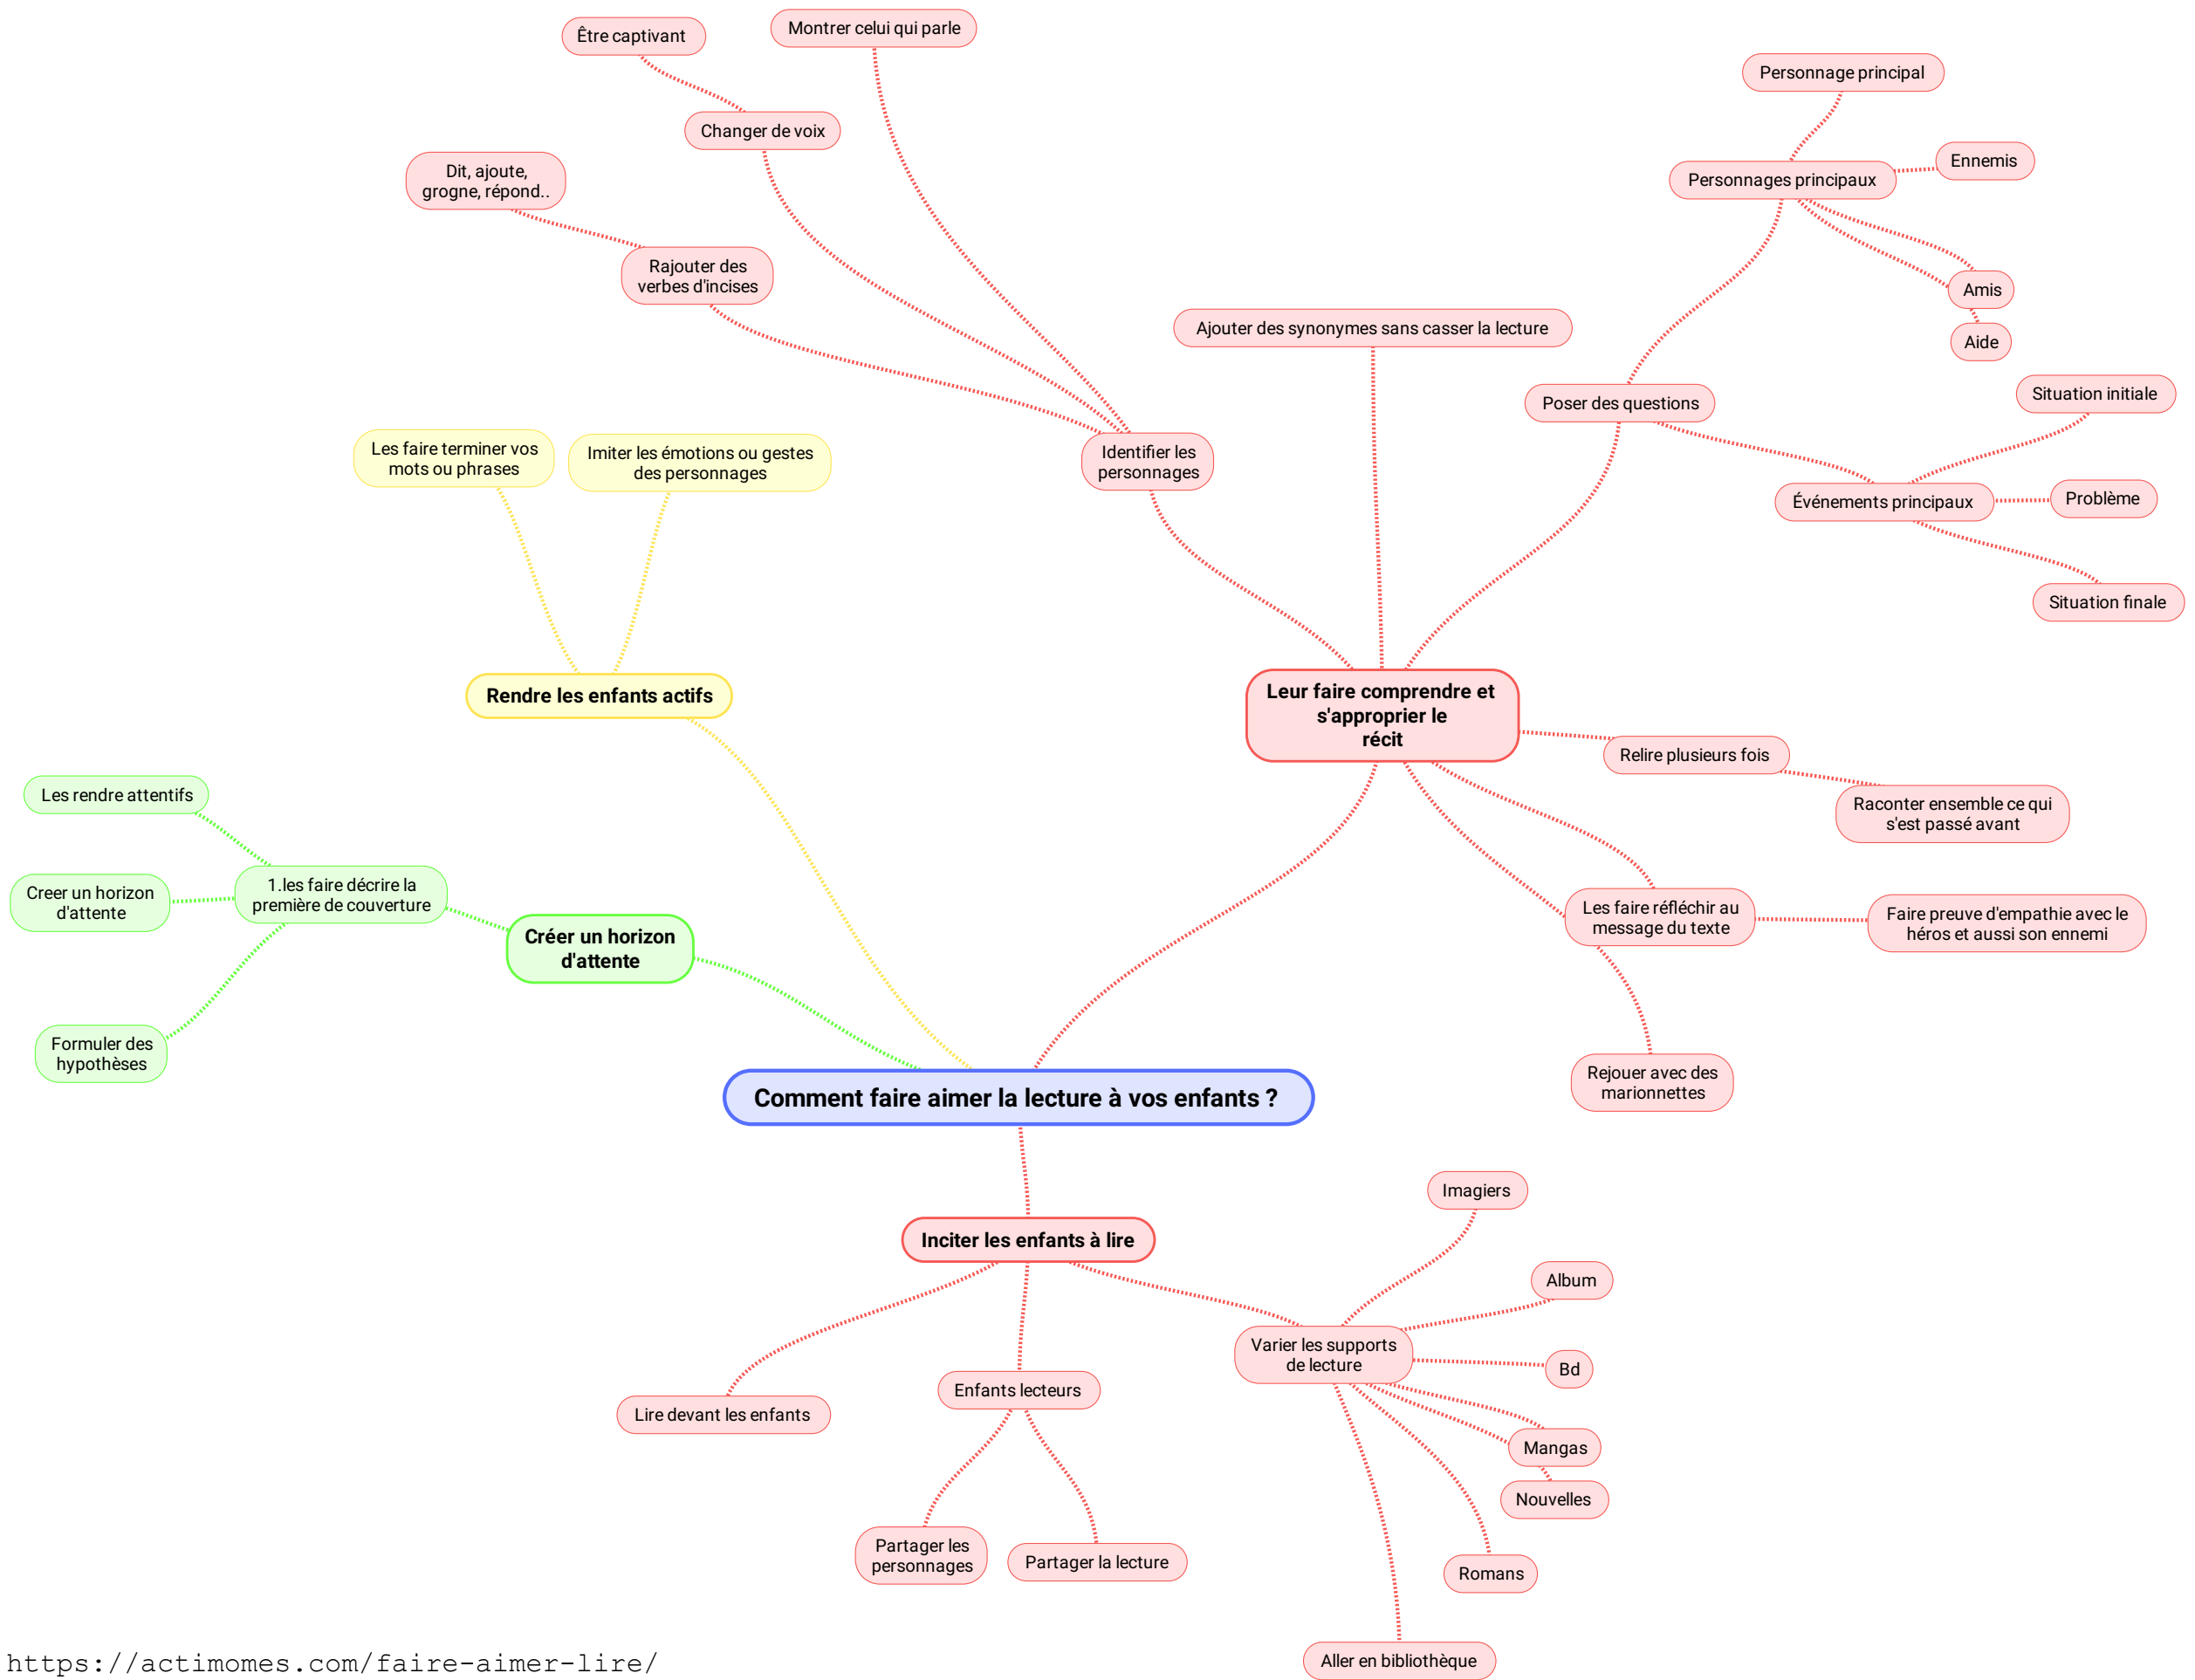 Être captivant
Montrer celui qui parle
Changer de voix
Dit, ajoute,
grogne, répond..
Rajouter des
verbes d'incises
Identifier les
personnages
Ajouter des synonymes sans casser la lecture
Personnage principal
Personnages principaux
Ennemis
Amis
Aide
Poser des questions
Situation initiale
Événements principaux
Problème
Situation finale
Les faire terminer vos
mots ou phrases
Imiter les émotions ou gestes
des personnages
Rendre les enfants actifs
Leur faire comprendre et
s'approprier le
récit
Relire plusieurs fois
Raconter ensemble ce qui
s'est passé avant
Les faire réfléchir au
message du texte
Faire preuve d'empathie avec le
héros et aussi son ennemi
Rejouer avec des
marionnettes
Les rendre attentifs
Creer un horizon
d'attente
1.les faire décrire la
première de couverture
Formuler des
hypothèses
Créer un horizon
d'attente
Comment faire aimer la lecture à vos enfants ?
Inciter les enfants à lire
Lire devant les enfants
Enfants lecteurs
Partager les
personnages
Partager la lecture
Varier les supports
de lecture
Imagiers
Album
Bd
Mangas
Nouvelles
Romans
Aller en bibliothèque
https://actimomes.com/faire-aimer-lire/